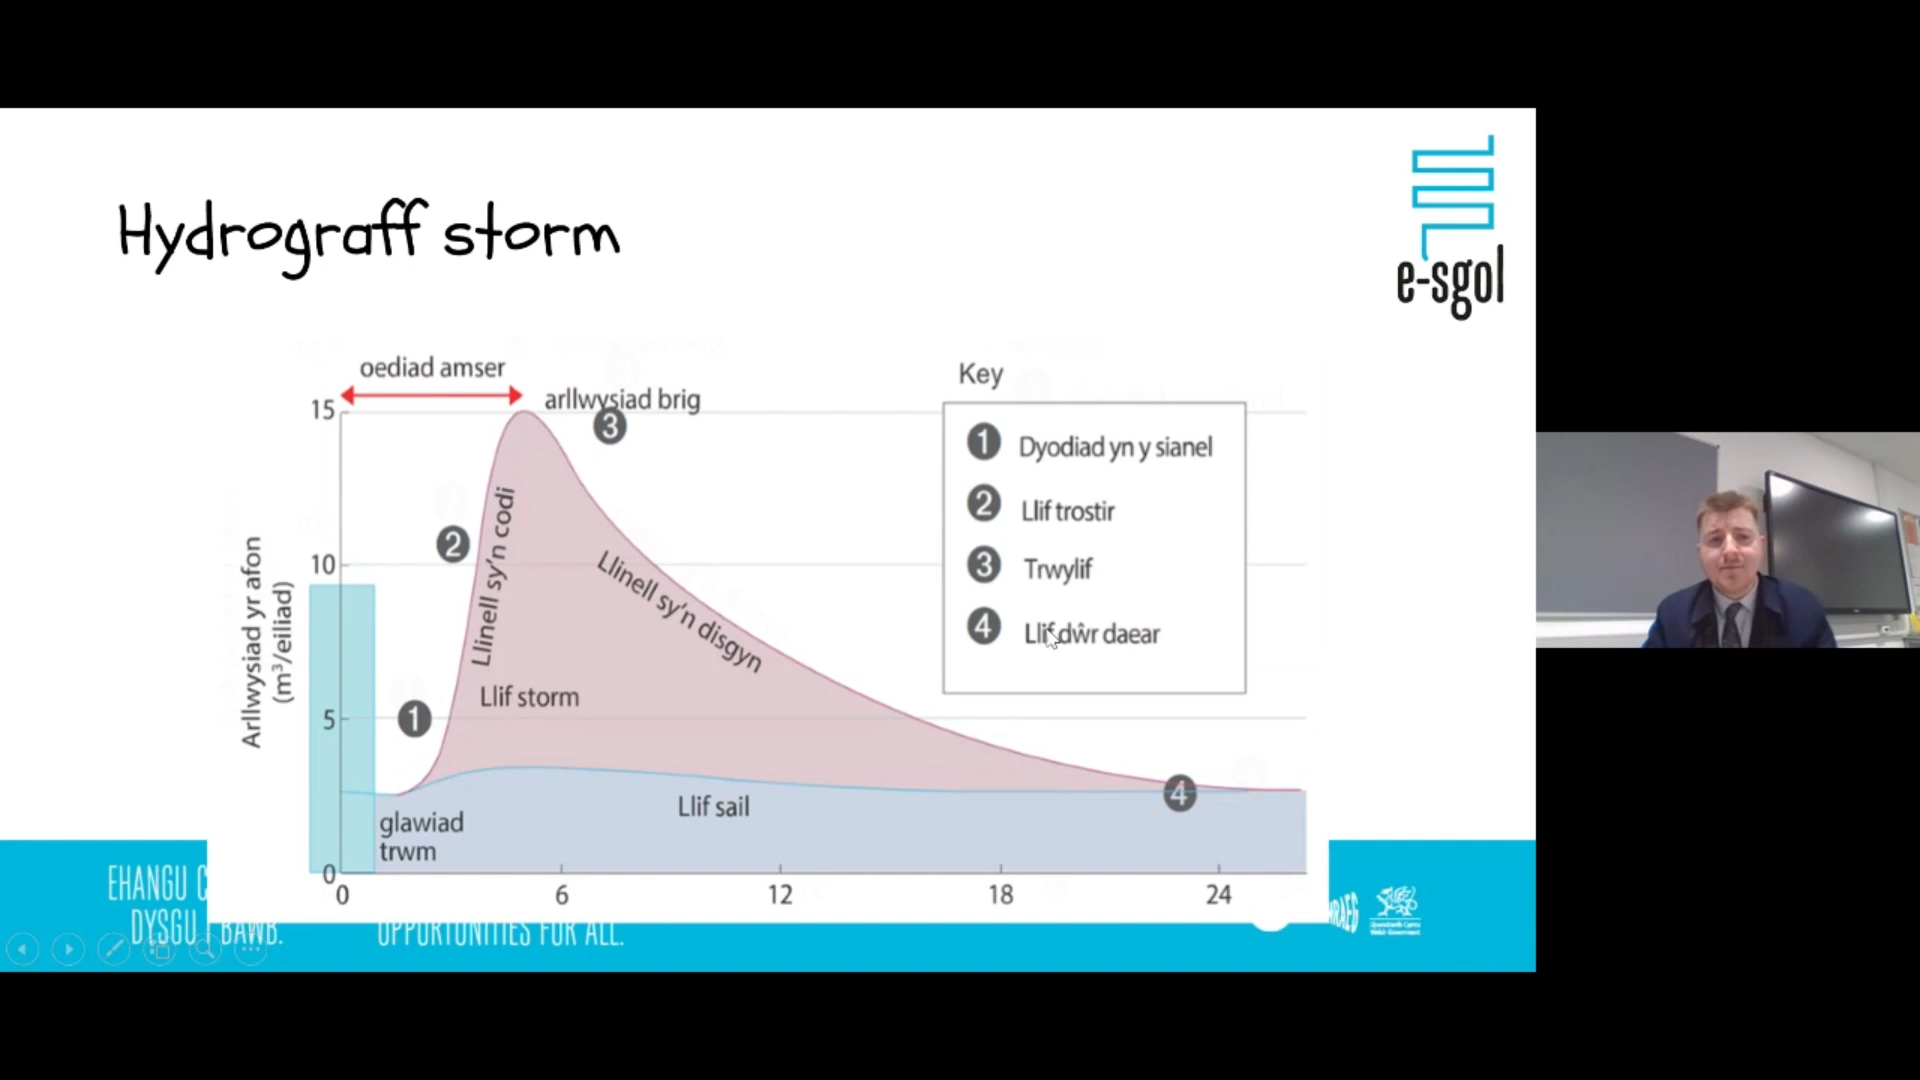 Hydrograff storm
e-sgol
oediad amser
arllwysiad brig
3
15
10
5
0
Arllwysiad yr afon
(m³/eiliad)
2
1
Llinell sy'n codi
Llinell sy'n disgyn
Llif storm
Llif sail
4
glawiad
trwm
0
6
12
18
24
Key
1 Dyodiad yn y sianel
2 Llif trostir
3 Trwylif
4 Llif dŵr daear
EHANGU
DYSGU
BAWB.
OPPORTUNITIES FOR ALL.